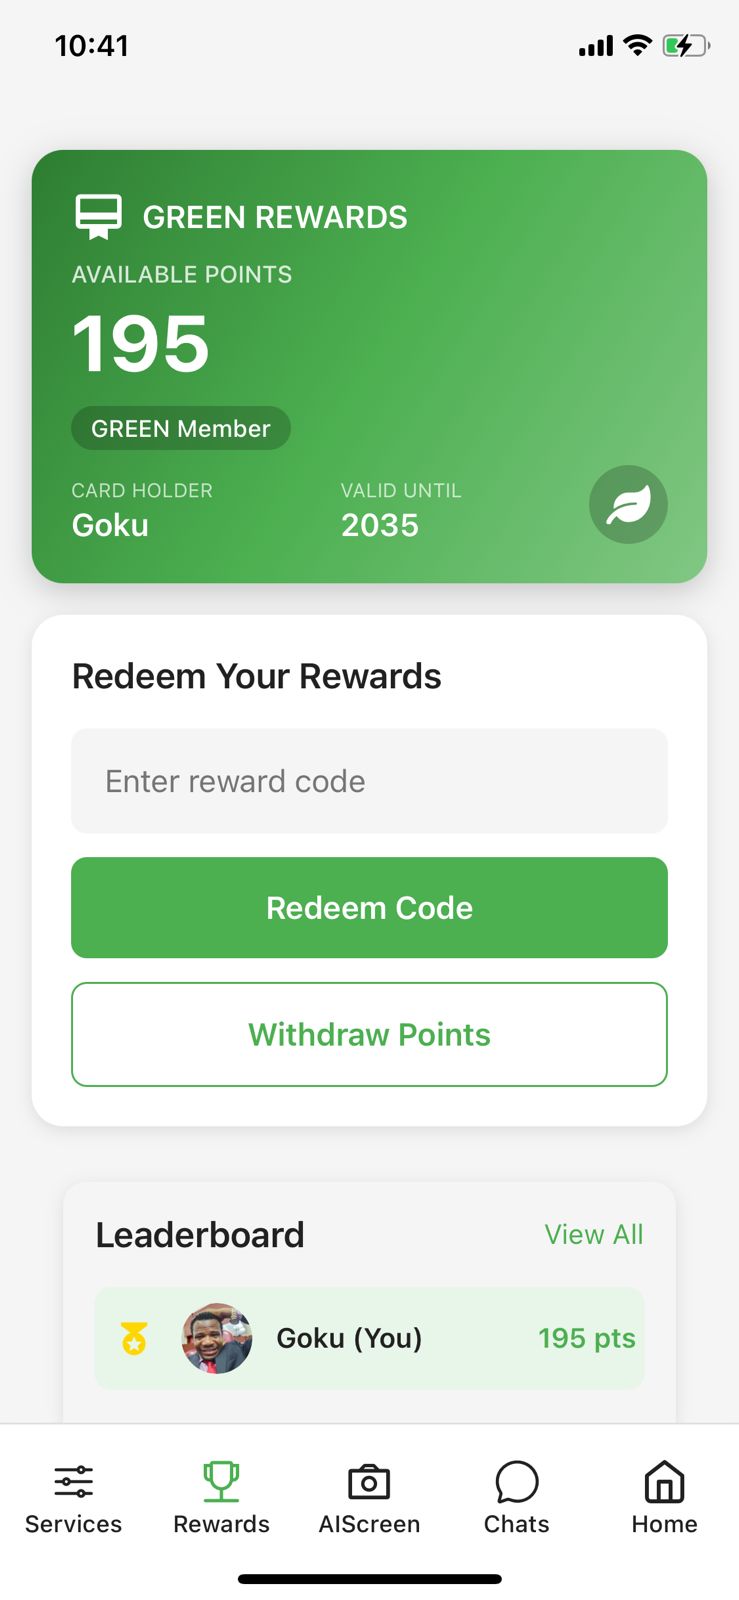 10:41
GREEN REWARDS
AVAILABLE POINTS
195
GREEN Member
CARD HOLDER
VALID UNTIL
Goku
2035
Redeem Your Rewards
Enter reward code
Redeem Code
Withdraw Points
Leaderboard
View All
Goku (You)
195 pts
Services
Rewards
AIScreen
Chats
Home